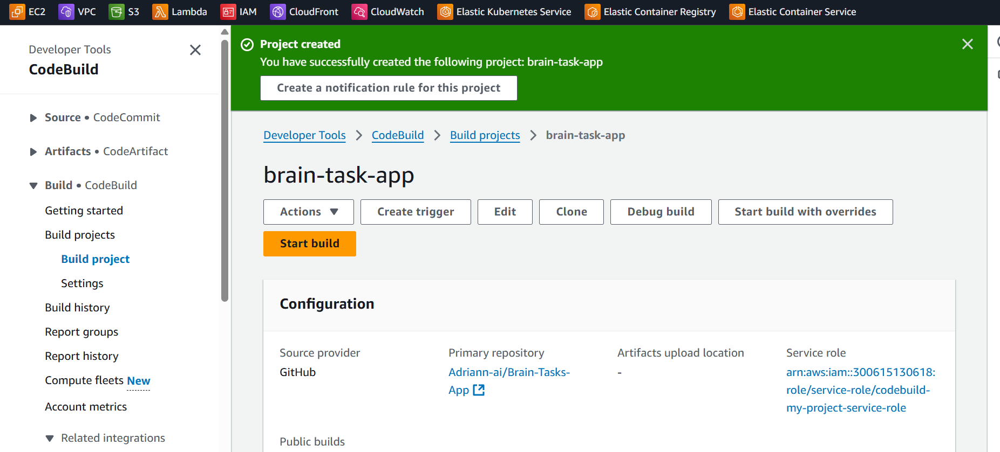 EC2 VPC S3 Lambda IAM CloudFront CloudWatch Elastic Kubernetes Service Elastic Container Registry Elastic Container Service
Developer Tools
CodeBuild
Source • CodeCommit
Artifacts • CodeArtifact
Build • CodeBuild
Getting started
Build projects
Build project
Settings
Build history
Report groups
Report history
Compute fleets New
Account metrics
Related integrations
Project created
You have successfully created the following project: brain-task-app
Create a notification rule for this project
Developer Tools > CodeBuild > Build projects > brain-task-app
brain-task-app
Actions Create trigger Edit Clone Debug build Start build with overrides
Start build
Configuration
Source provider
GitHub
Primary repository
Adriann-ai/Brain-Tasks-
App
Artifacts upload location
-
Service role
arn:aws:iam::300615130618:
role/service-role/codebuild-
my-project-service-role
Public builds